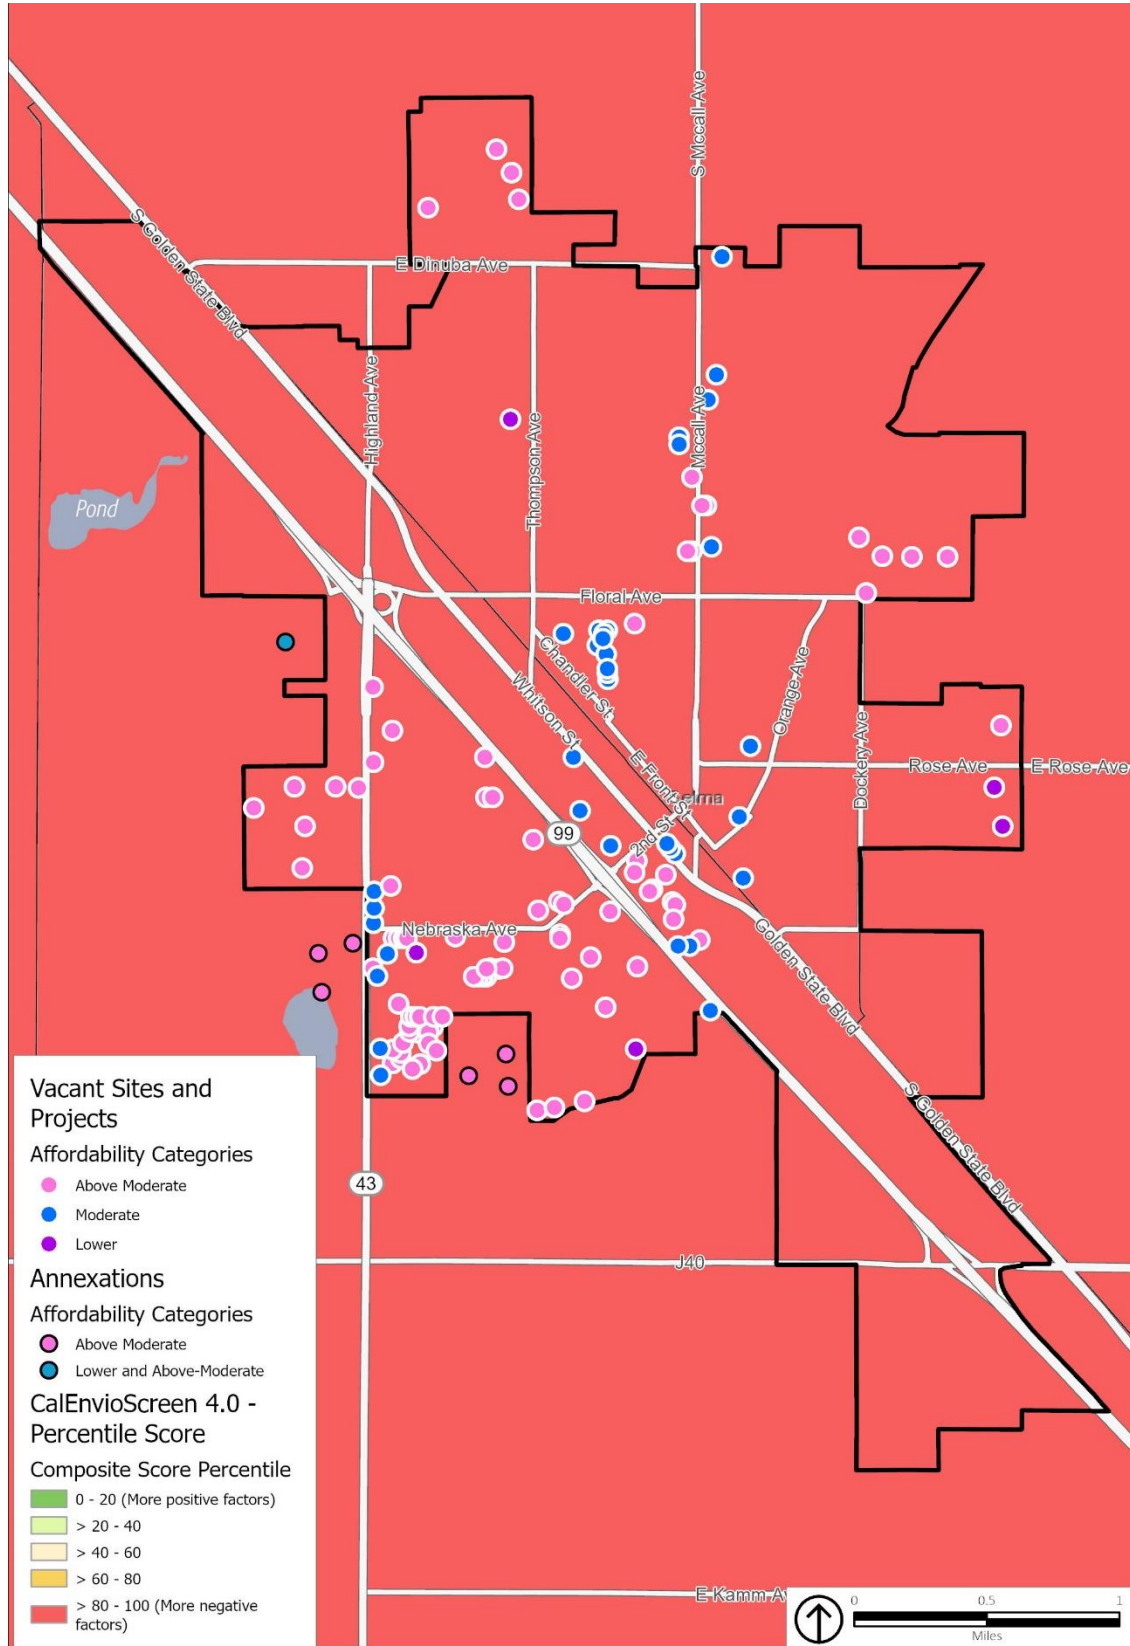 S Mccall Ave
S Golden State Blvd
E Dinuba Ave
Highland Ave
Thompson Ave
Mccall Ave
Pond
Floral Ave
Chandler St
Whitson St
Orange Ave
E Front St
Dockery Ave
Rose Ave
E Rose Ave
Selma
2nd St
99
Nebraska Ave
Golden State Blvd
S Golden State Blvd
43
J40
E Kamm Av
Vacant Sites and
Projects
Affordability Categories
Above Moderate
Moderate
Lower
Annexations
Affordability Categories
Above Moderate
Lower and Above-Moderate
CalEnvioScreen 4.0 -
Percentile Score
Composite Score Percentile
0 - 20 (More positive factors)
> 20 - 40
> 40 - 60
> 60 - 80
> 80 - 100 (More negative
factors)
0 0.5 1
Miles